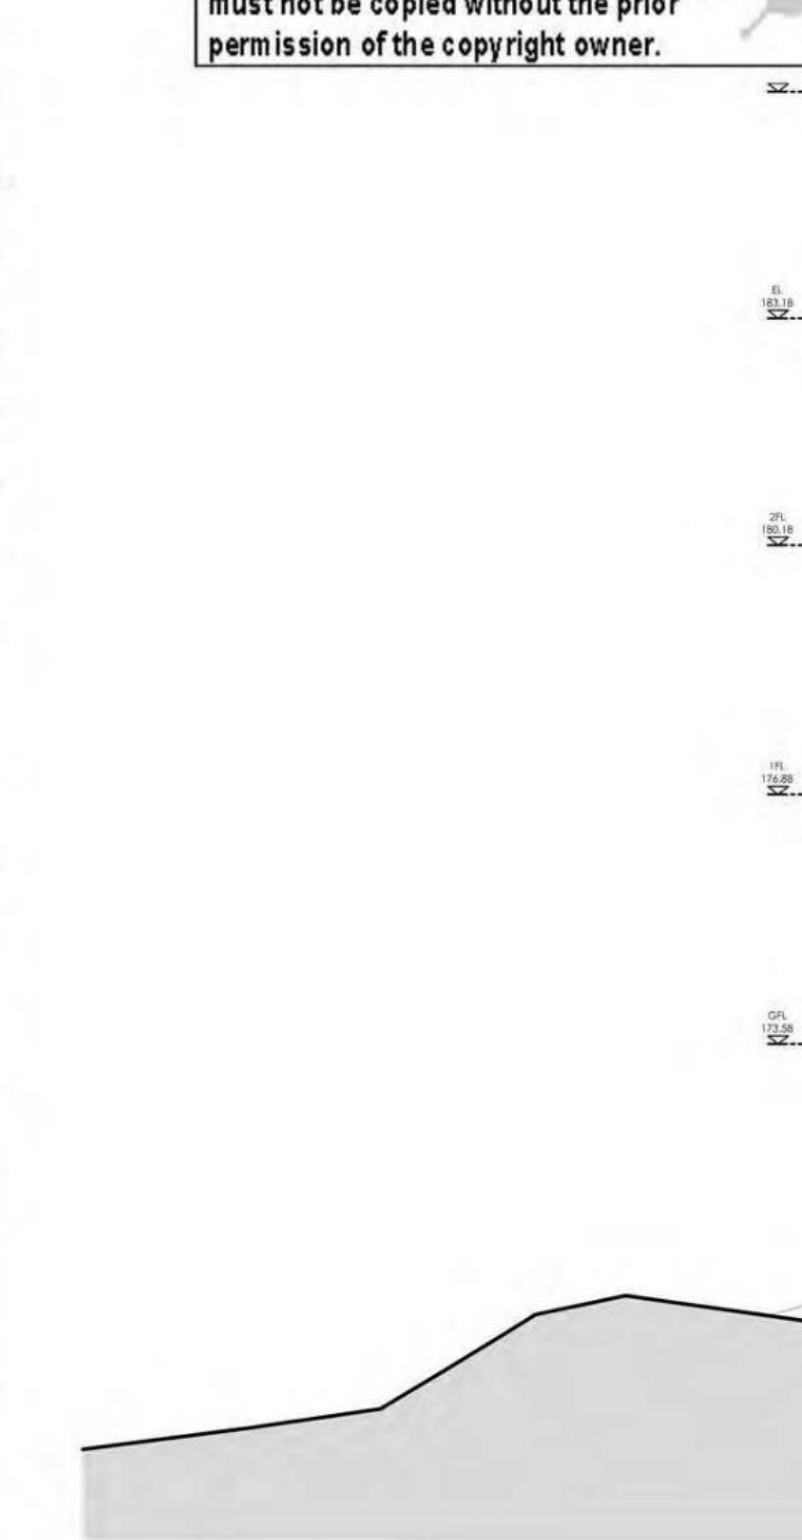 must not be copied without the prior
permission of the copyright owner.
EL
183.18
2FL
180.18
1FL
176.88
GFL
173.58